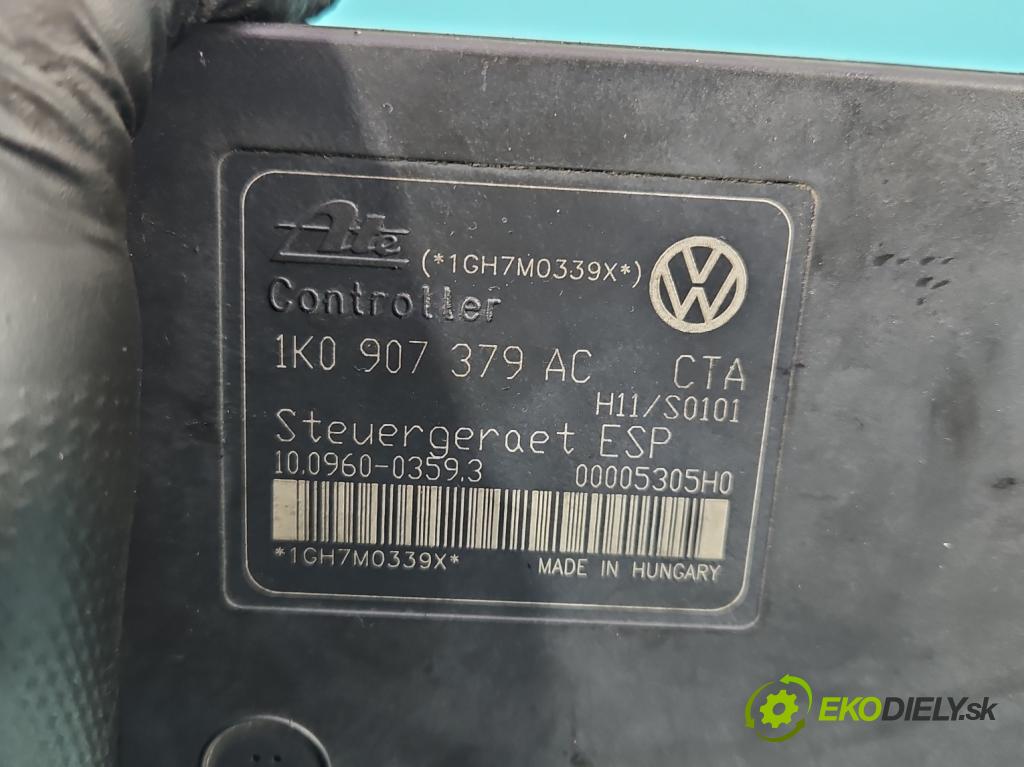 Ate (*1GH7M0339X*)
VW
Controller
1K0 907 379 AC CTA
H11/S0101
Steuergeraet ESP
10.0960-0359.3 00005305H0
*1GH7M0339X* MADE IN HUNGARY
EKODIELY.sk